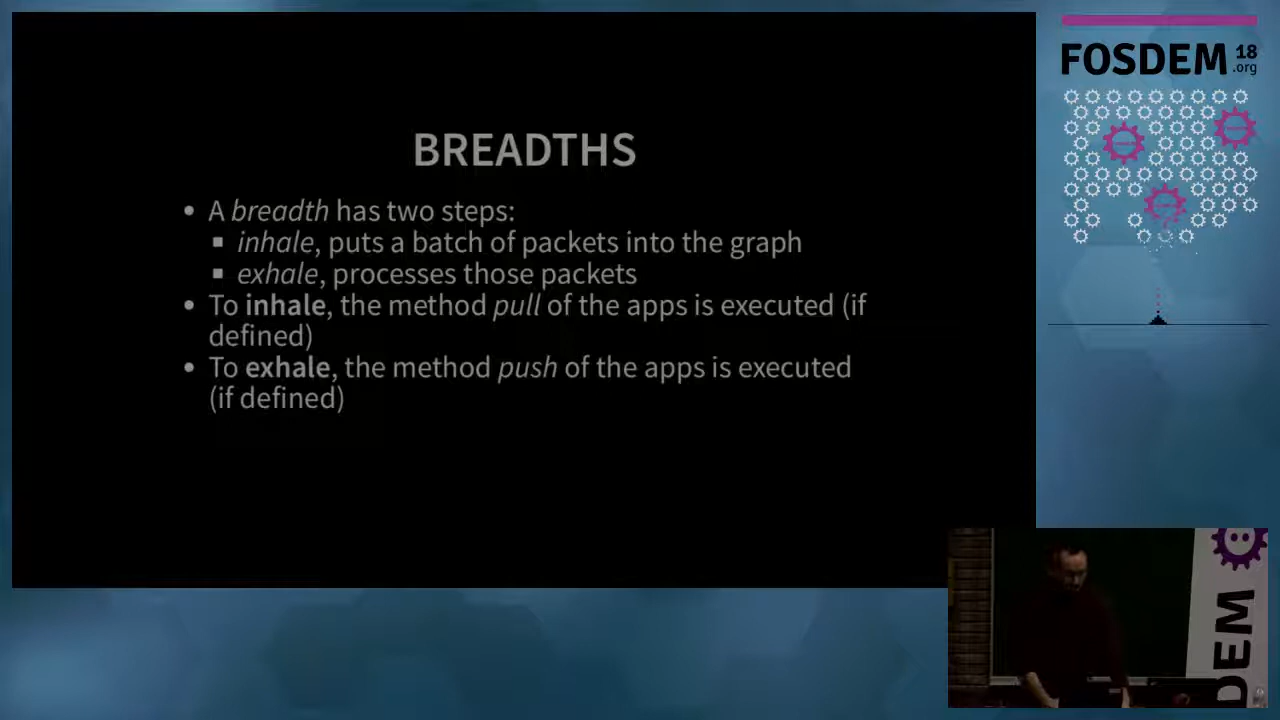 BREADTHS
• A breadth has two steps:
▪ inhale, puts a batch of packets into the graph
▪ exhale, processes those packets
• To inhale, the method pull of the apps is executed (if
defined)
• To exhale, the method push of the apps is executed
(if defined)
FOSDEM 18
.org
DEM